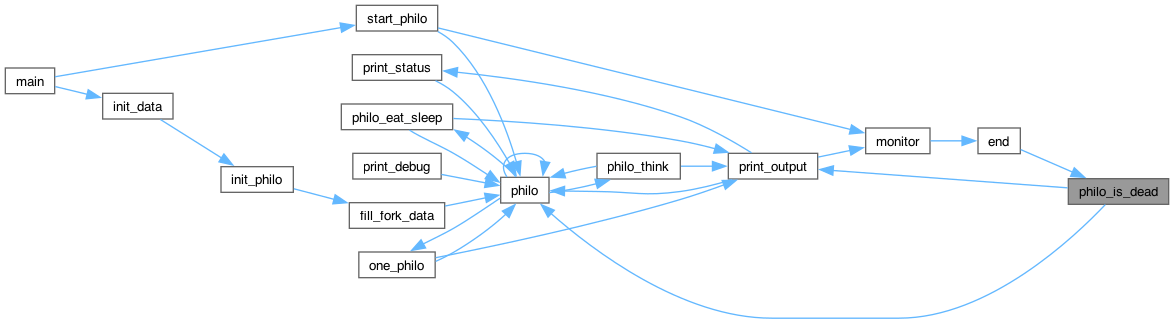 start_philo
print_status
main
init_data
philo_eat_sleep
monitor
end
print_debug
philo_think
print_output
init_philo
philo
philo_is_dead
fill_fork_data
one_philo